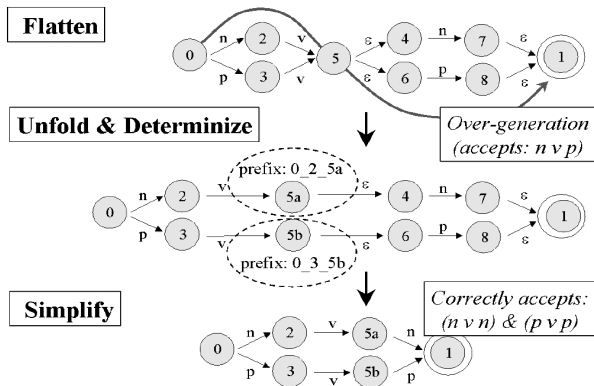 Flatten
n 2 v ε 4 n 7 ε
0 5 1
p 3 v ε 6 p 8 ε
Over-generation
(accepts: n v p)
Unfold & Determinize
prefix: 0_2_5a
n 2 v 5a ε 4 n 7 ε
0 1
p 3 v 5b ε 6 p 8 ε
prefix: 0_3_5b
Simplify
Correctly accepts:
(n v n) & (p v p)
n 2 v 5a n
0 1
p 3 v 5b p